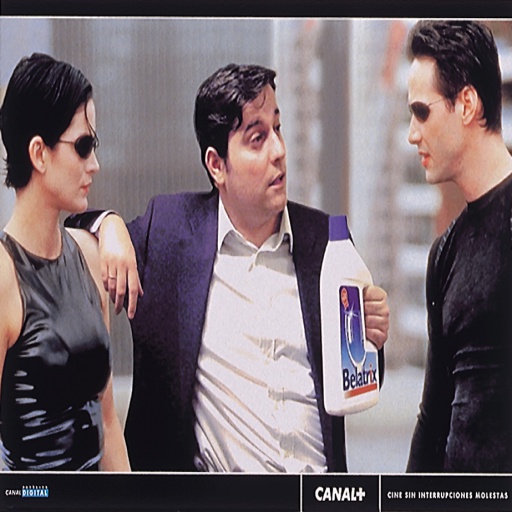 Belatrix
CANAL DIGITAL
CANAL+
CINE SIN INTERRUPCIONES MOLESTAS